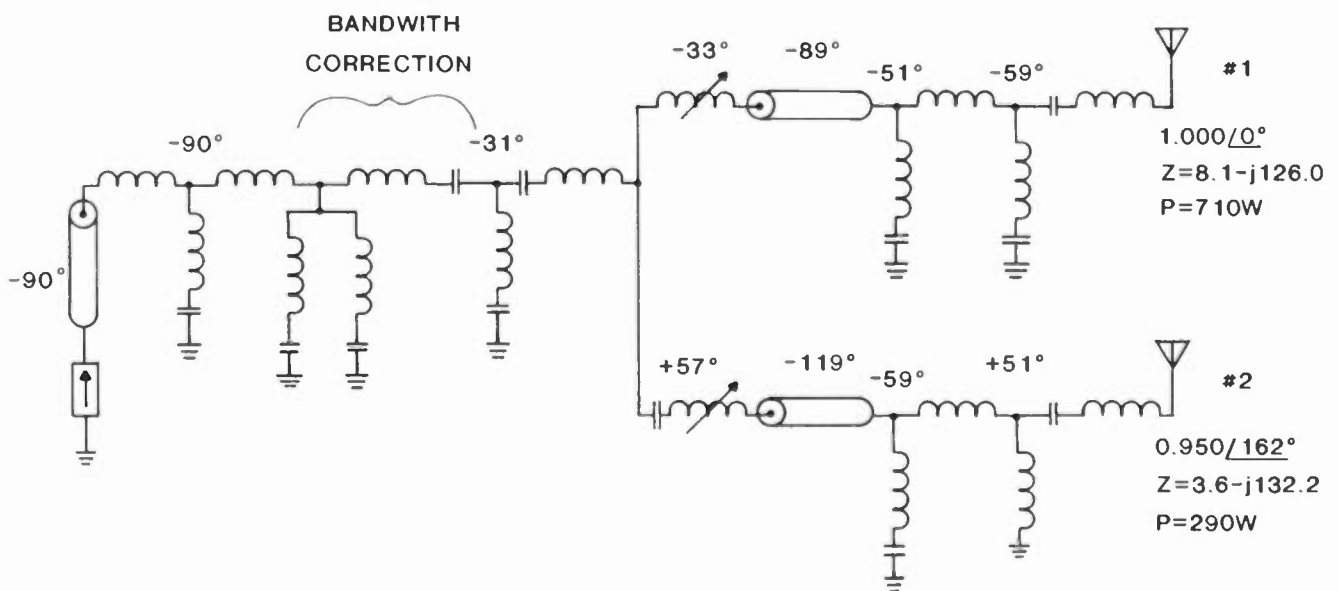 BANDWITH
CORRECTION
-90°
-90°
-31°
-33°
-89°
-51°
-59°
#1
1.000/0°
Z=8.1-j126.0
P=710W
+57°
-119°
-59°
+51°
#2
0.950/162°
Z=3.6-j132.2
P=290W